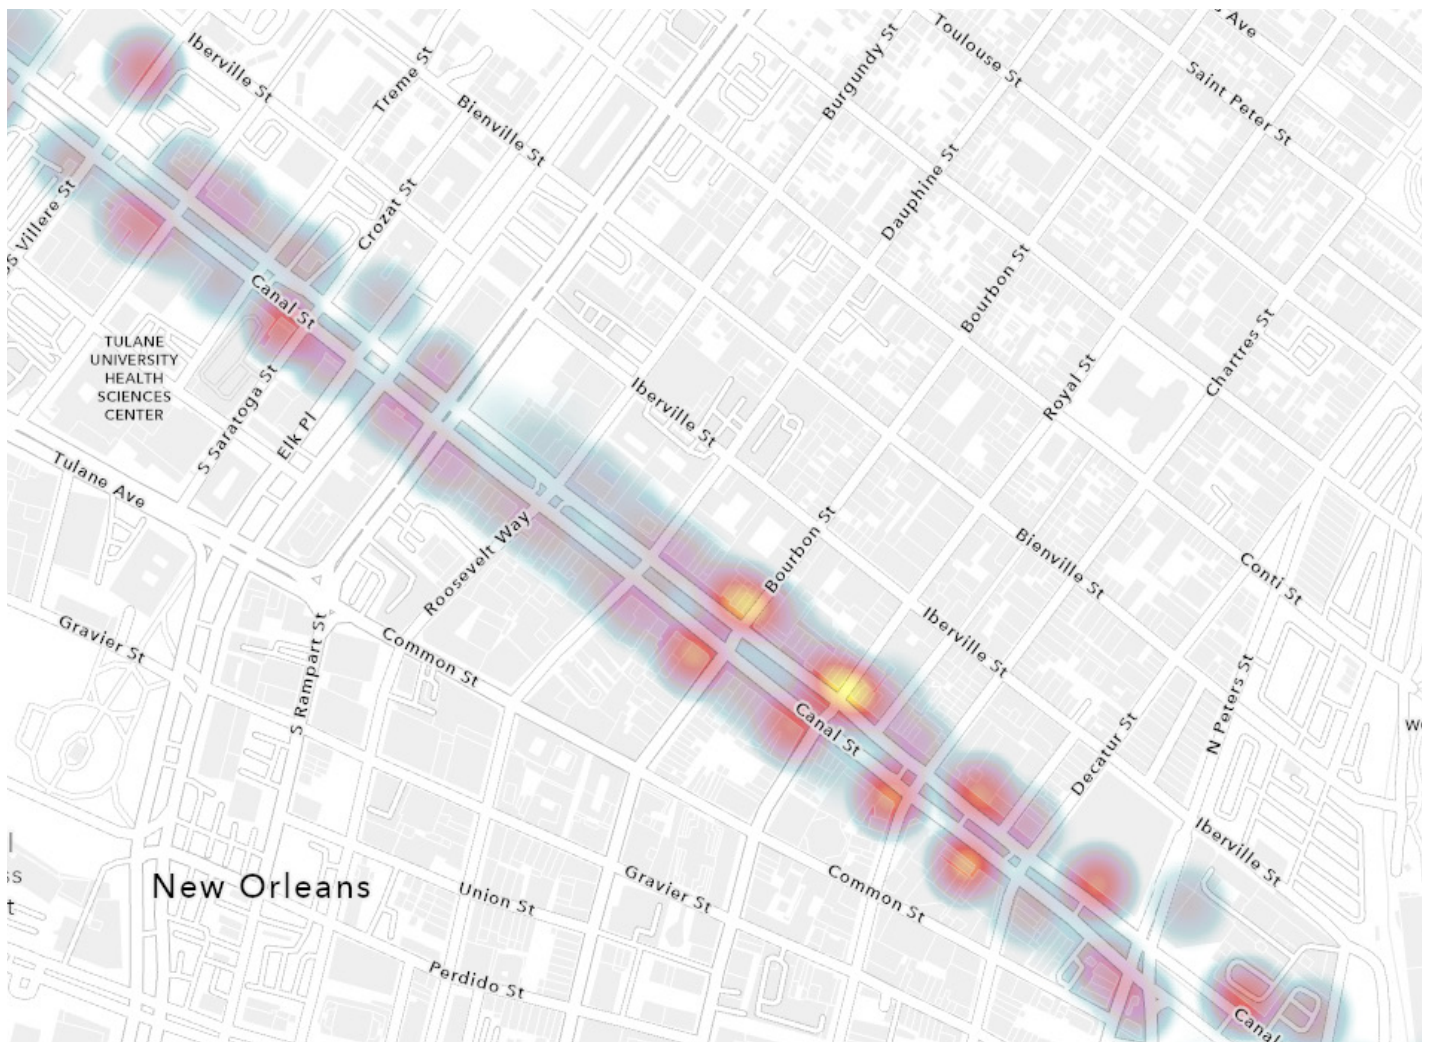 s Ave
Toulouse St
Burgundy St
Iberville St
Treme St
Saint Peter St
Bienville St
Dauphine St
Crozat St
s Villere St
Bourbon St
Canal St
Chartres St
TULANE
UNIVERSITY
HEALTH
SCIENCES
CENTER
Royal St
Iberville St
S Saratoga St
Elk Pl
Tulane Ave
Roosevelt Way
Bourbon St
Bienville St
Conti St
Gravier St
Common St
Iberville St
S Rampart St
N Peters St
Canal St
Decatur St
Iberville St
ss
t
New Orleans
Union St
Gravier St
Common St
Perdido St
Canal